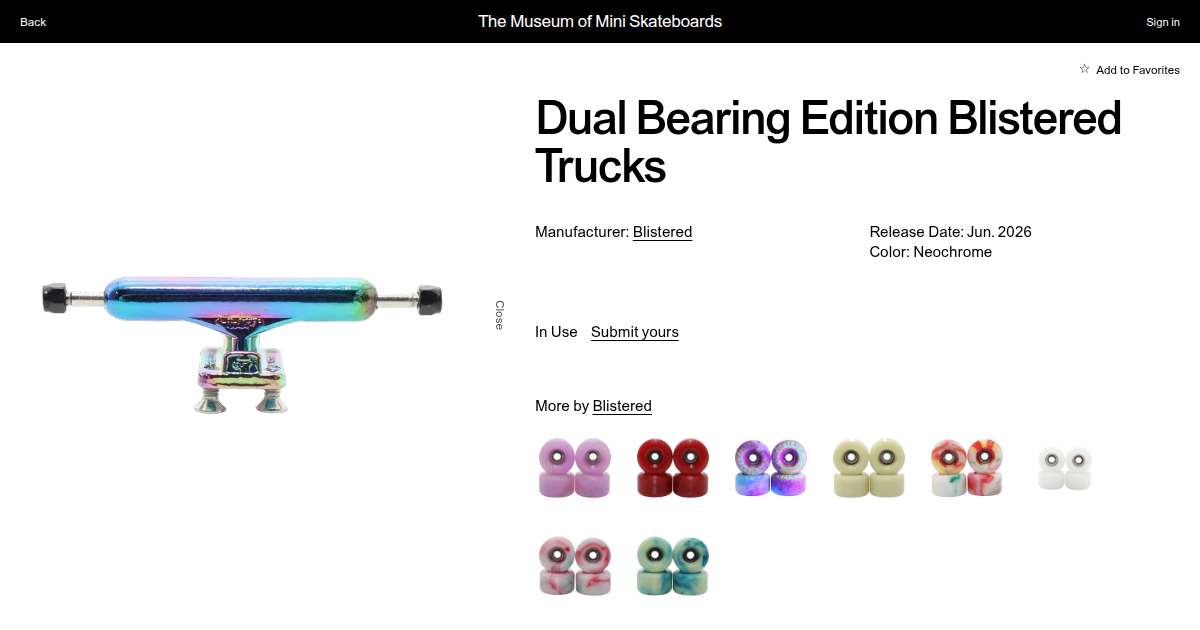 Back
The Museum of Mini Skateboards
Sign in
☆ Add to Favorites
Dual Bearing Edition Blistered
Trucks
Manufacturer: Blistered
Release Date: Jun. 2026
Color: Neochrome
Close
In Use Submit yours
More by Blistered